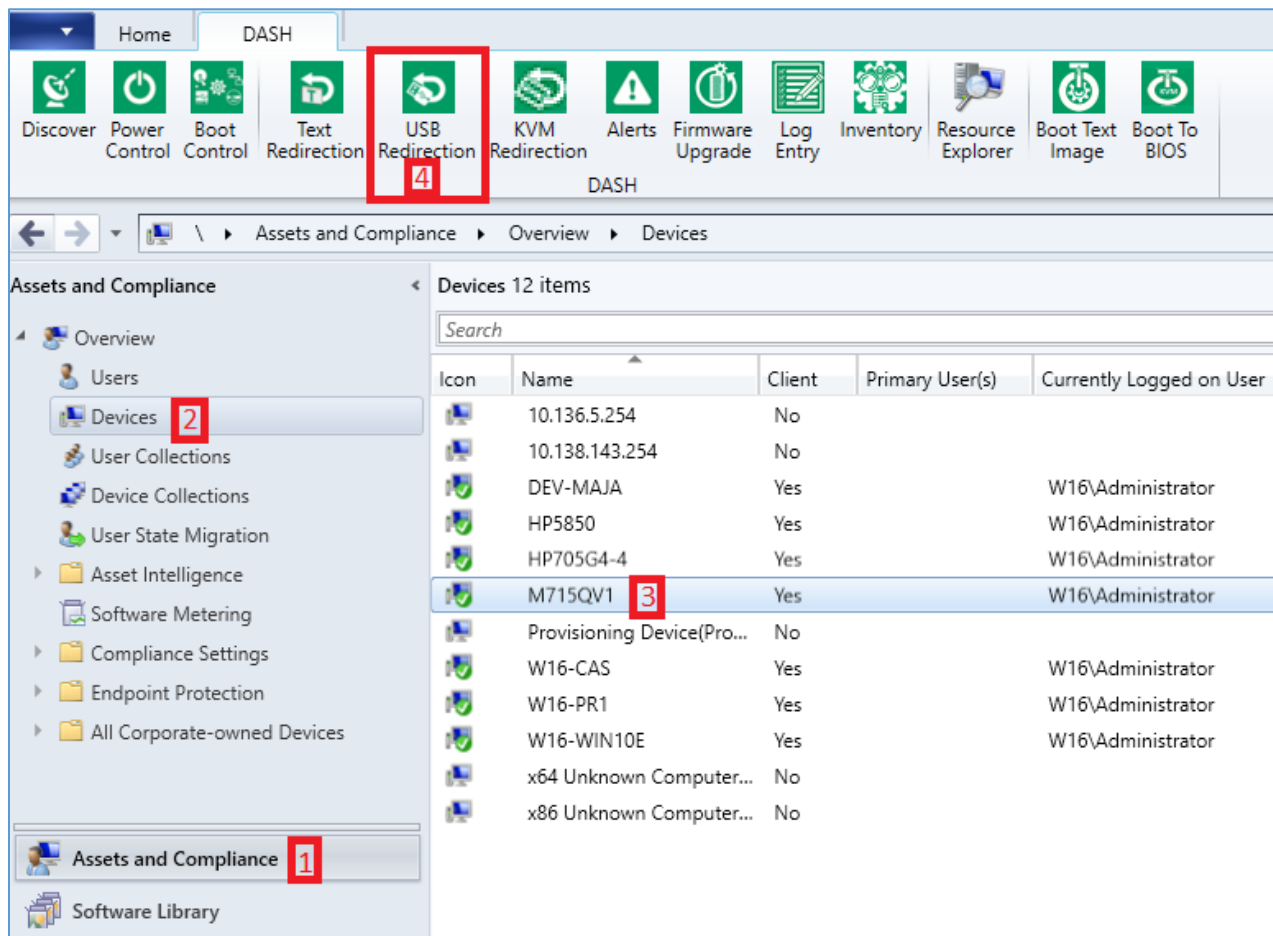 Home DASH
Discover Power Control Boot Control Text Redirection USB Redirection KVM Redirection Alerts Firmware Upgrade Log Entry Inventory Resource Explorer Boot Text Image Boot To BIOS
4
DASH
\ Assets and Compliance Overview Devices
Assets and Compliance
Overview
Users
Devices 2
User Collections
Device Collections
User State Migration
Asset Intelligence
Software Metering
Compliance Settings
Endpoint Protection
All Corporate-owned Devices
Assets and Compliance 1
Software Library
Devices 12 items
Search
Icon Name Client Primary User(s) Currently Logged on User
10.136.5.254 No
10.138.143.254 No
DEV-MAJA Yes W16\Administrator
HP5850 Yes W16\Administrator
HP705G4-4 Yes W16\Administrator
M715QV1 3 Yes W16\Administrator
Provisioning Device(Pro... No
W16-CAS Yes W16\Administrator
W16-PR1 Yes W16\Administrator
W16-WIN10E Yes W16\Administrator
x64 Unknown Computer... No
x86 Unknown Computer... No